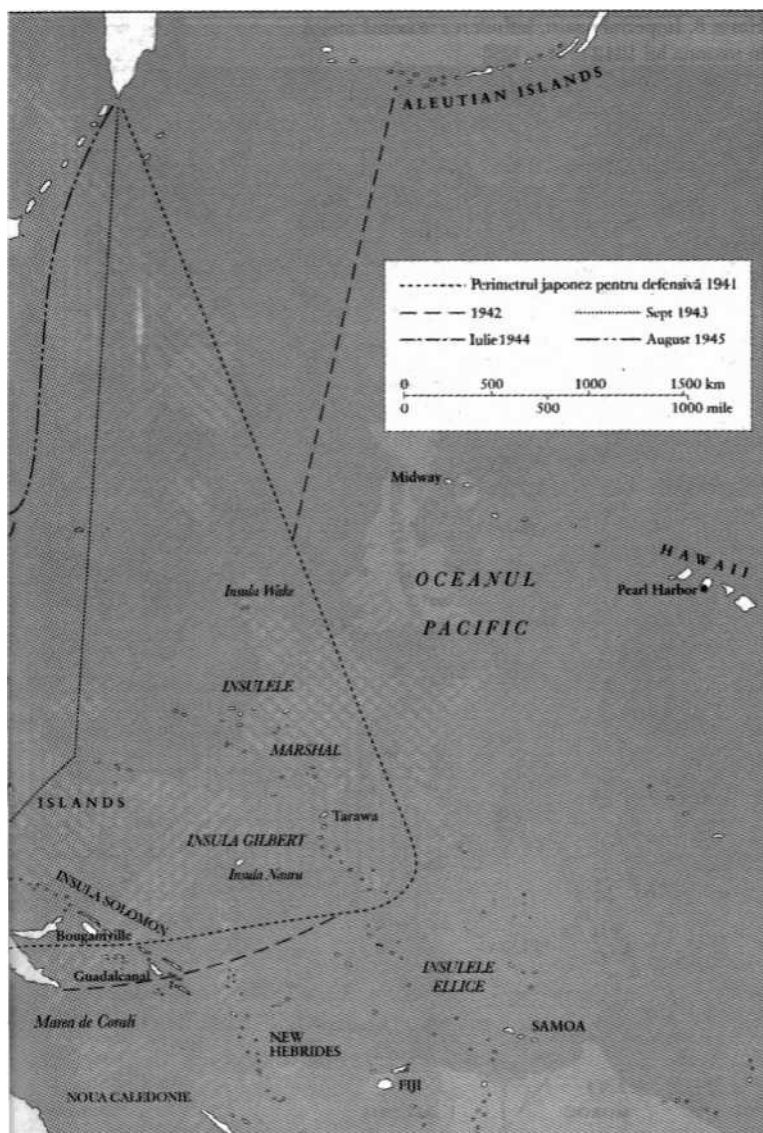 ALEUTIAN ISLANDS
Perimetrul japonez pentru defensivă 1941
1942
Sept 1943
Iulie 1944
August 1945
0 500 1000 1500 km
0 500 1000 mile
Midway
HAWAII
Pearl Harbor
OCEANUL
PACIFIC
Insula Wake
INSULELE
MARSHAL
ISLANDS
Tarawa
INSULA GILBERT
Insula Nauru
INSULA SOLOMON
Bougainville
Guadalcanal
INSULELE
ELLICE
Marea de Corali
SAMOA
NEW
HEBRIDES
FIJI
NOUA CALEDONIE